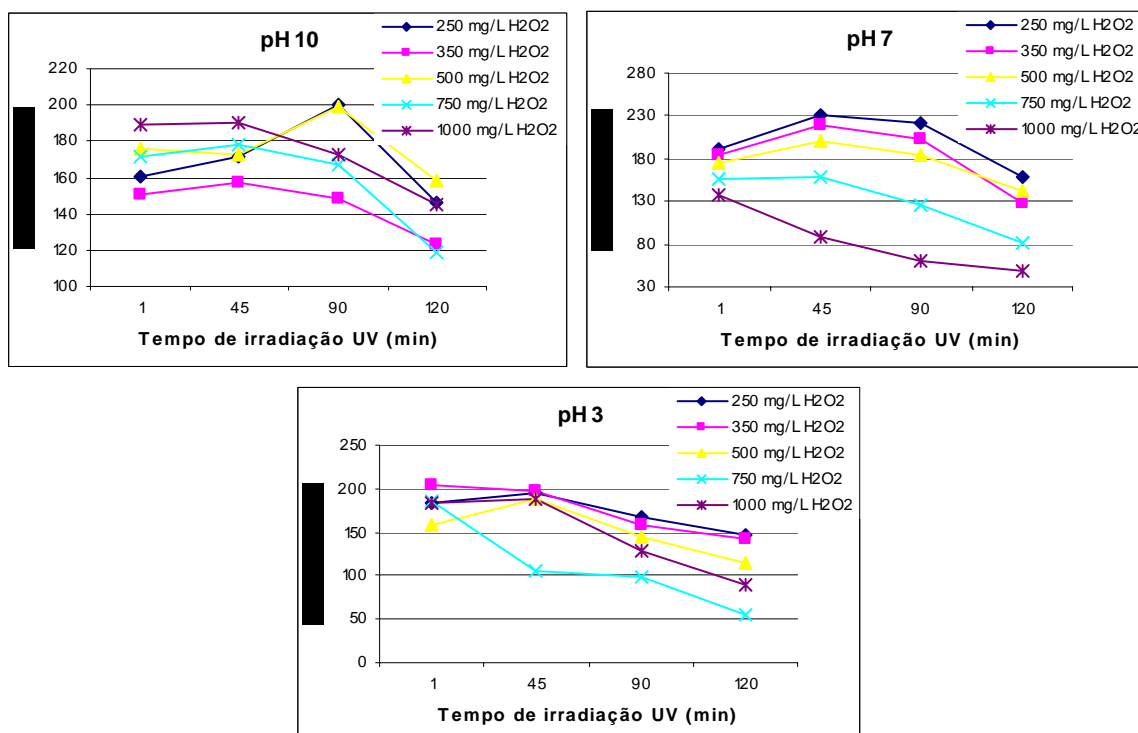 pH 10
250 mg/L H2O2
350 mg/L H2O2
500 mg/L H2O2
750 mg/L H2O2
1000 mg/L H2O2
220
200
180
160
140
120
100
1 45 90 120
Tempo de irradiação UV (min)
pH 7
250 mg/L H2O2
350 mg/L H2O2
500 mg/L H2O2
750 mg/L H2O2
1000 mg/L H2O2
280
230
180
130
80
30
1 45 90 120
Tempo de irradiação UV (min)
pH 3
250 mg/L H2O2
350 mg/L H2O2
500 mg/L H2O2
750 mg/L H2O2
1000 mg/L H2O2
250
200
150
100
50
0
1 45 90 120
Tempo de irradiação UV (min)